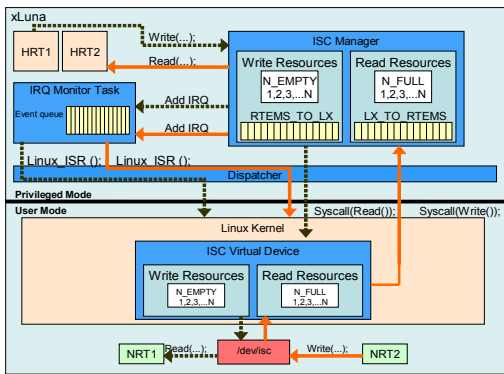 xLuna
HRT1
HRT2
Write(...);
Read(...);
ISC Manager
Write Resources
N_EMPTY
1,2,3,...N
RTEMS_TO_LX
Read Resources
N_FULL
1,2,3,...N
LX_TO_RTEMS
IRQ Monitor Task
Event queue
Add IRQ
Add IRQ
Linux_ISR ();
Linux_ISR ();
Dispatcher
Privileged Mode
User Mode
Syscall(Read());
Syscall(Write());
Linux Kernel
ISC Virtual Device
Write Resources
N_EMPTY
1,2,3,...N
Read Resources
N_FULL
1,2,3,...N
NRT1
Read(...);
/dev/isc
Write(...);
NRT2